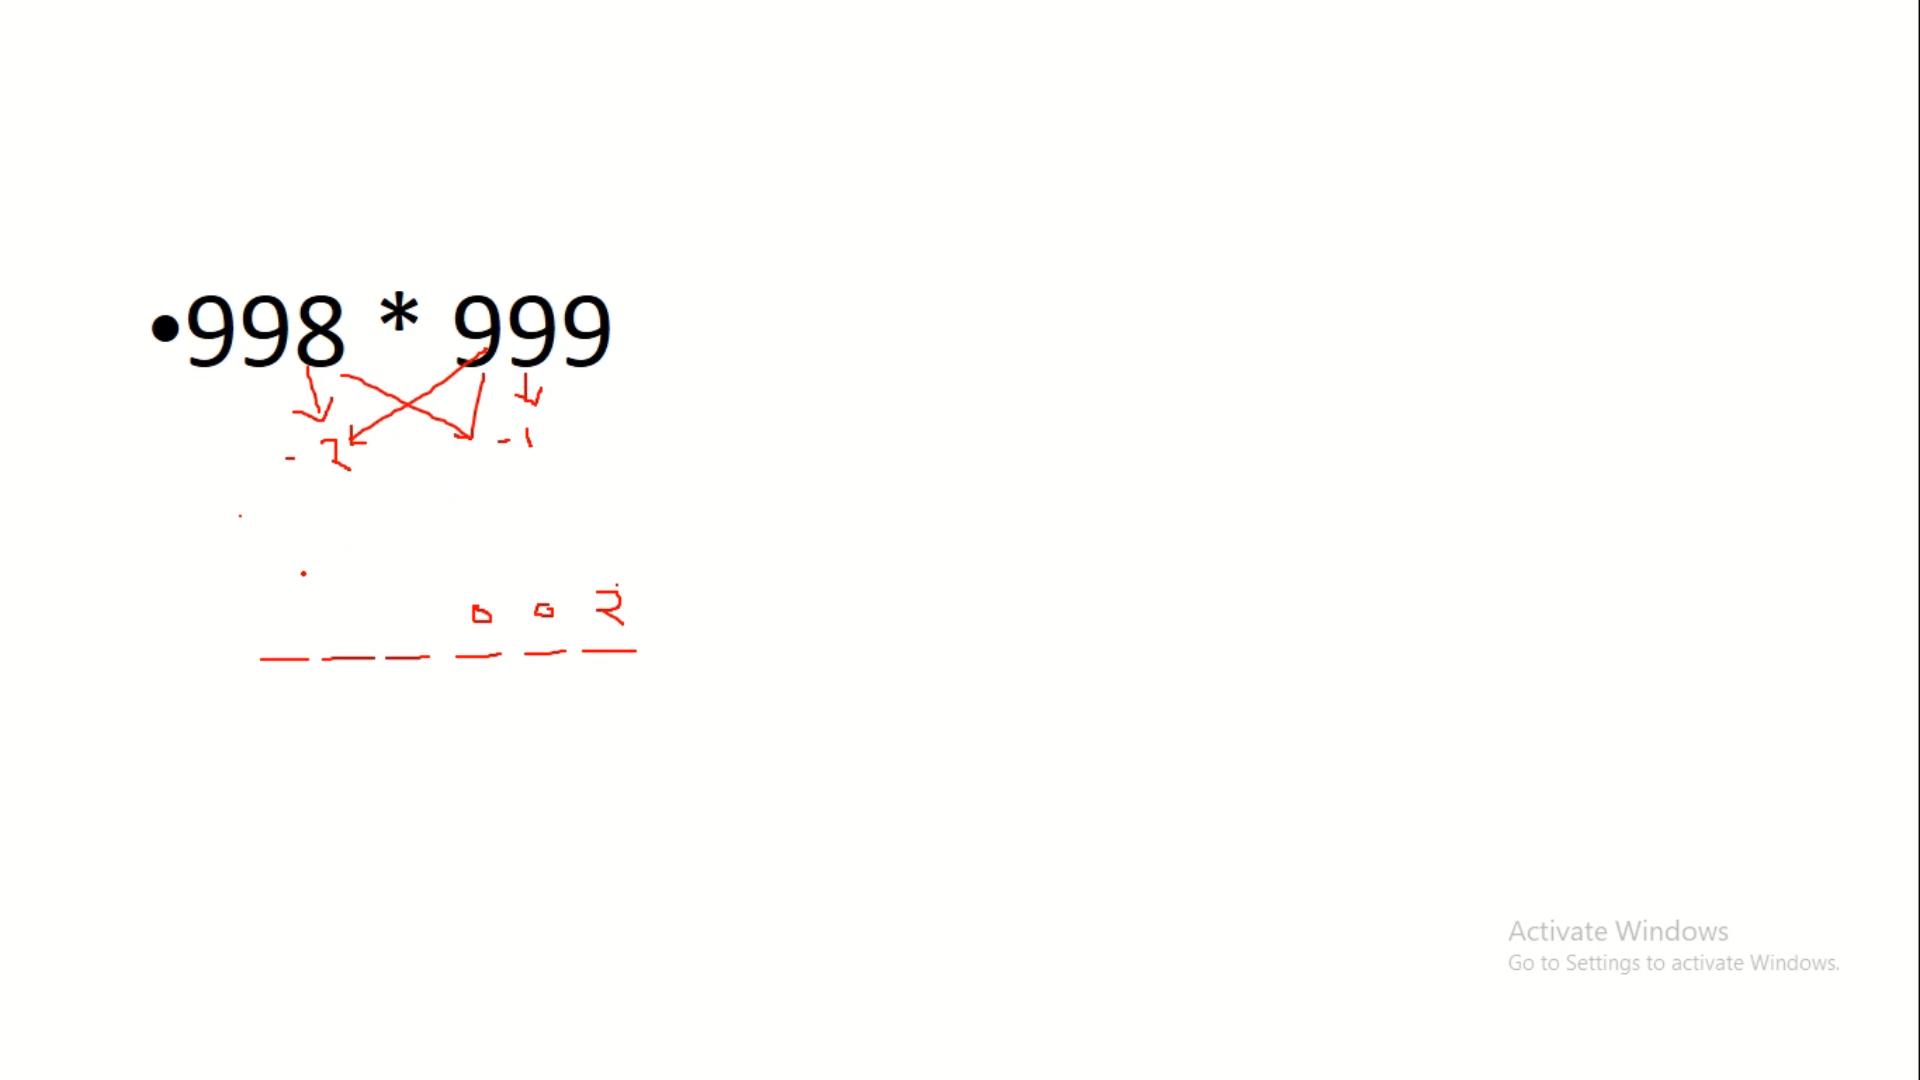 •998 * 999
- 2 - 1
0 0 2
Activate Windows
Go to Settings to activate Windows.